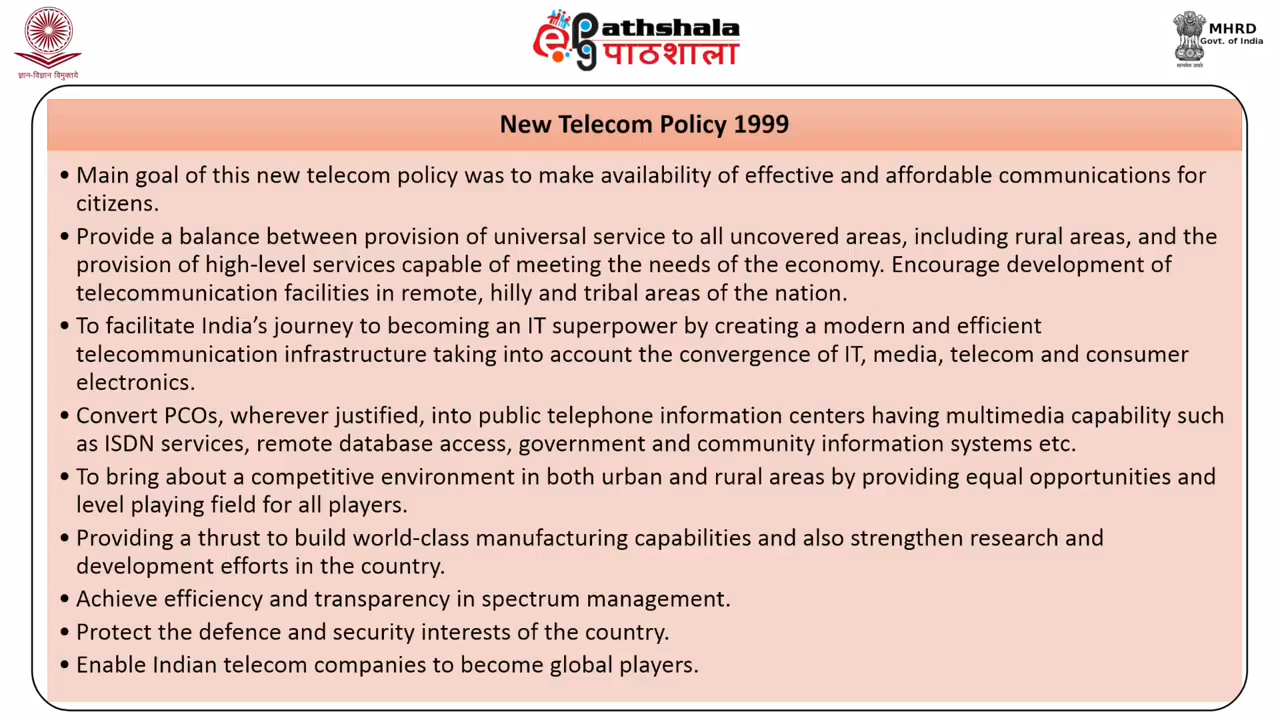 ज्ञान-विज्ञान विमुक्तये
ePathshala
पाठशाला
MHRD
Govt. of India
सत्यमेव जयते
New Telecom Policy 1999
• Main goal of this new telecom policy was to make availability of effective and affordable communications for
citizens.
• Provide a balance between provision of universal service to all uncovered areas, including rural areas, and the
provision of high-level services capable of meeting the needs of the economy. Encourage development of
telecommunication facilities in remote, hilly and tribal areas of the nation.
• To facilitate India’s journey to becoming an IT superpower by creating a modern and efficient
telecommunication infrastructure taking into account the convergence of IT, media, telecom and consumer
electronics.
• Convert PCOs, wherever justified, into public telephone information centers having multimedia capability such
as ISDN services, remote database access, government and community information systems etc.
• To bring about a competitive environment in both urban and rural areas by providing equal opportunities and
level playing field for all players.
• Providing a thrust to build world-class manufacturing capabilities and also strengthen research and
development efforts in the country.
• Achieve efficiency and transparency in spectrum management.
• Protect the defence and security interests of the country.
• Enable Indian telecom companies to become global players.